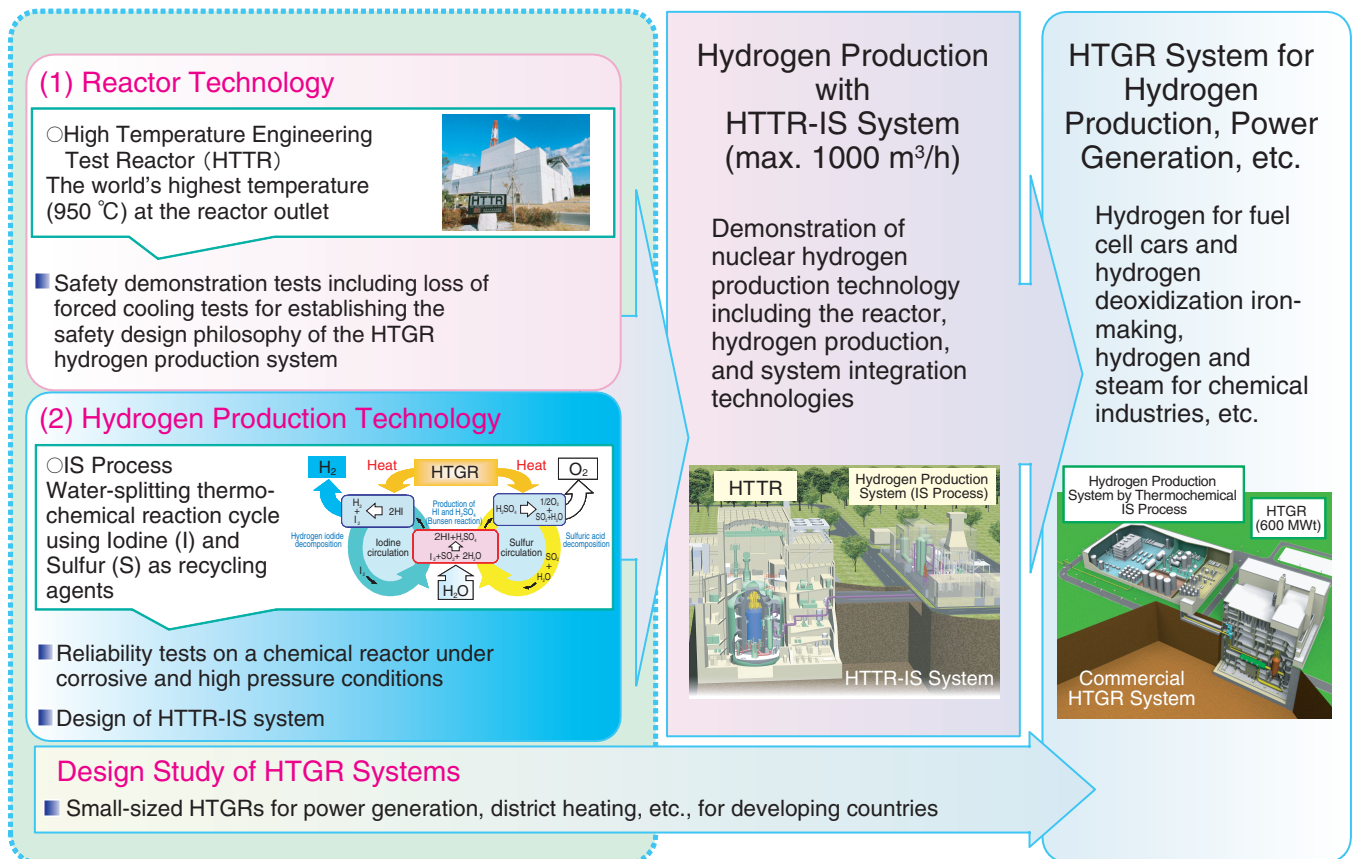 (1) Reactor Technology
○High Temperature Engineering
Test Reactor (HTTR)
The world's highest temperature
(950 ℃) at the reactor outlet
HTTR
Safety demonstration tests including loss of
forced cooling tests for establishing the
safety design philosophy of the HTGR
hydrogen production system
(2) Hydrogen Production Technology
○IS Process
Water-splitting thermo-
chemical reaction cycle
using Iodine (I) and
Sulfur (S) as recycling
agents
H₂
Heat
HTGR
Heat
O₂
H₂
+
I₂
2HI
Production of
HI and H₂SO₄
(Bunsen reaction)
H₂SO₄
1/2O₂
+
SO₂+H₂O
Hydrogen iodide
decomposition
Iodine
circulation
2HI+H₂SO₄
I₂+SO₂+ 2H₂O
Sulfur
circulation
Sulfuric acid
decomposition
I₂
SO₂
+
H₂O
H₂O
Reliability tests on a chemical reactor under
corrosive and high pressure conditions
Design of HTTR-IS system
Design Study of HTGR Systems
Small-sized HTGRs for power generation, district heating, etc., for developing countries
Hydrogen Production
with
HTTR-IS System
(max. 1000 m³/h)
Demonstration of
nuclear hydrogen
production technology
including the reactor,
hydrogen production,
and system integration
technologies
HTTR
Hydrogen Production
System (IS Process)
HTTR-IS System
HTGR System for
Hydrogen
Production, Power
Generation, etc.
Hydrogen for fuel
cell cars and
hydrogen
deoxidization iron-
making,
hydrogen and
steam for chemical
industries, etc.
Hydrogen Production
System by Thermochemical
IS Process
HTGR
(600 MWt)
Commercial
HTGR System